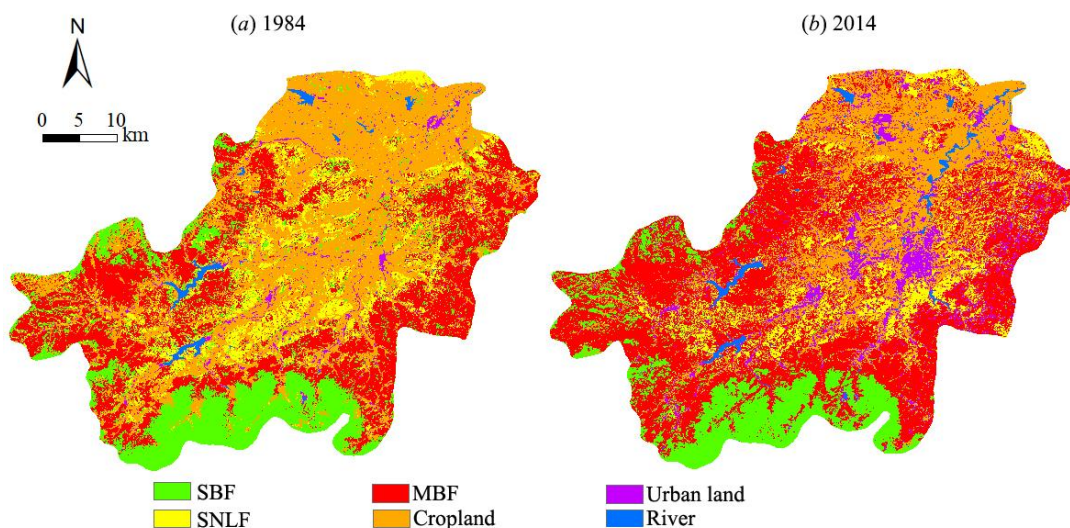 (a) 1984
(b) 2014
N
0 5 10
km
SBF
MBF
Urban land
SNLF
Cropland
River